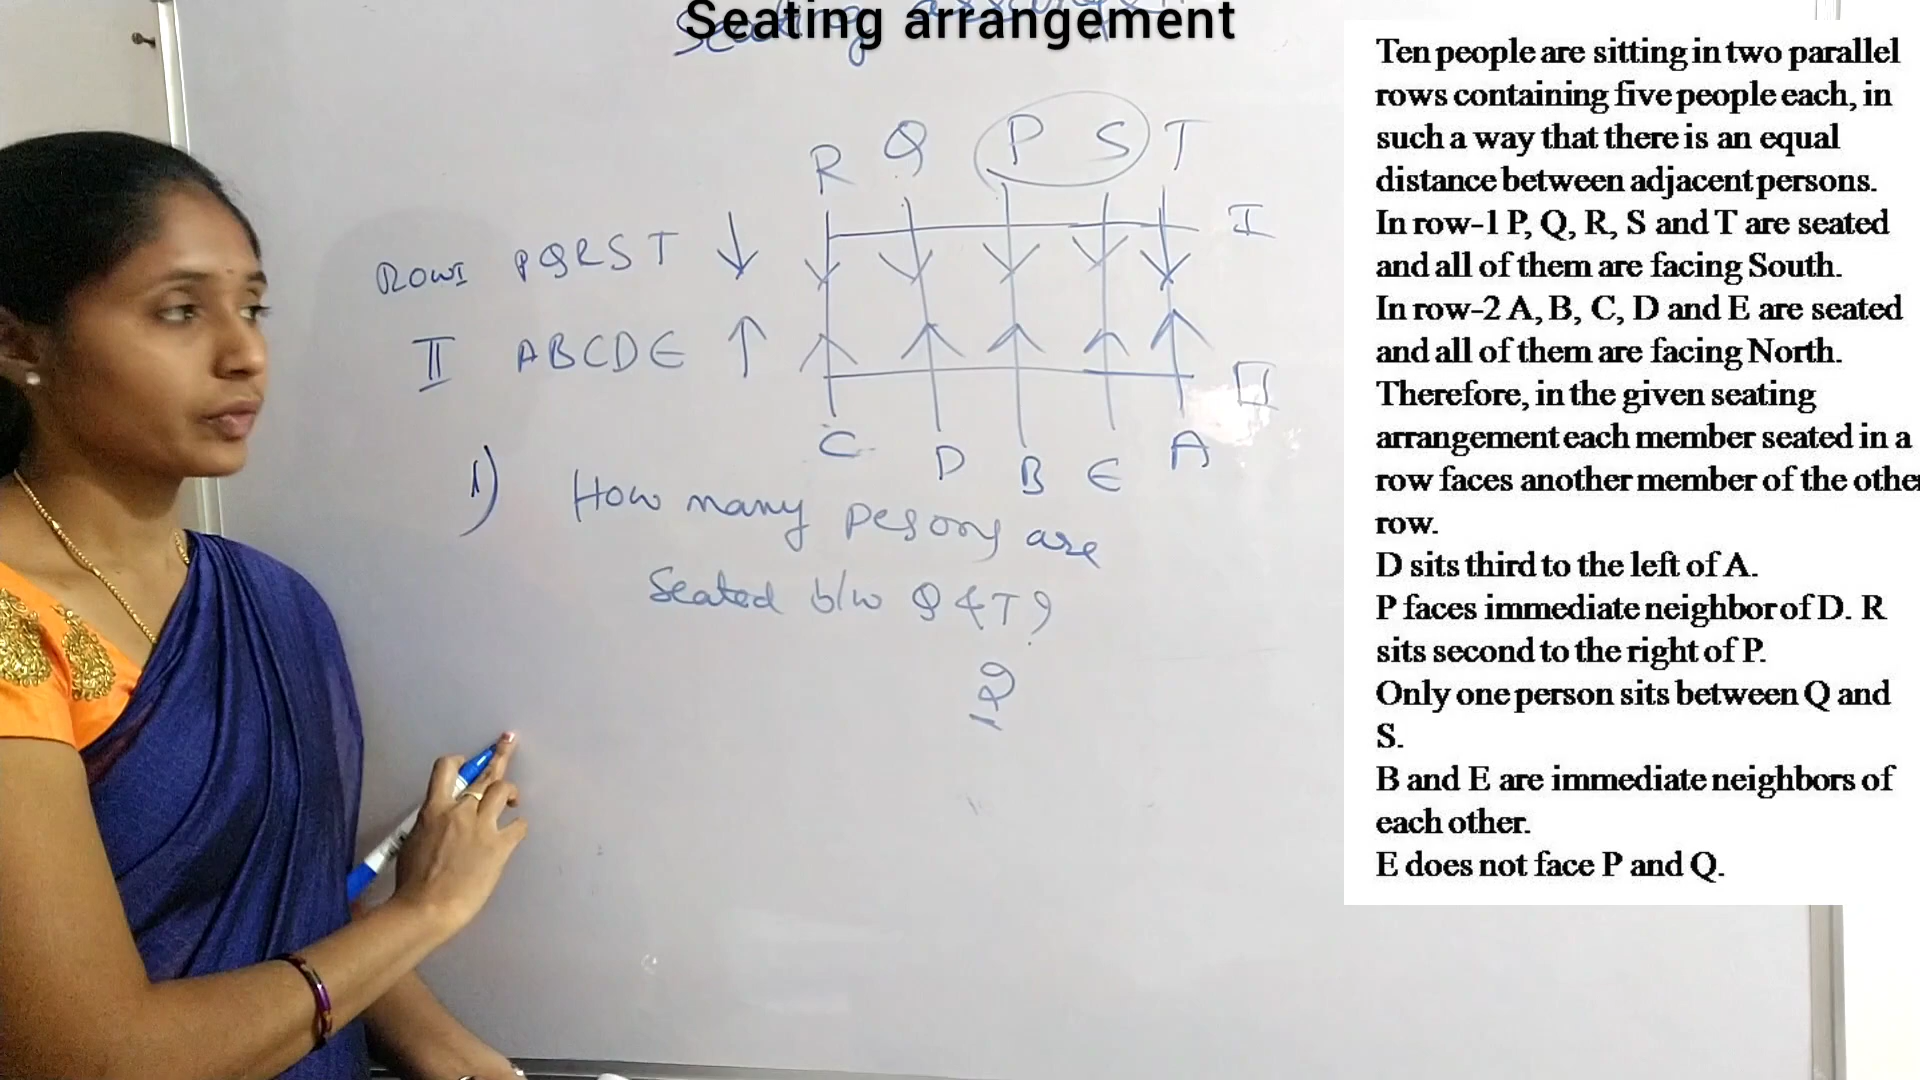 Seating arrangement
R Q P S T
I
ROW I PQRST ↓
II ABCDE ↑
II
C D B E A
1) How many persons are
Seated b/w Q & T?
2
Ten people are sitting in two parallel
rows containing five people each, in
such a way that there is an equal
distance between adjacent persons.
In row-1 P, Q, R, S and T are seated
and all of them are facing South.
In row-2 A, B, C, D and E are seated
and all of them are facing North.
Therefore, in the given seating
arrangement each member seated in a
row faces another member of the other
row.
D sits third to the left of A.
P faces immediate neighbor of D. R
sits second to the right of P.
Only one person sits between Q and
S.
B and E are immediate neighbors of
each other.
E does not face P and Q.